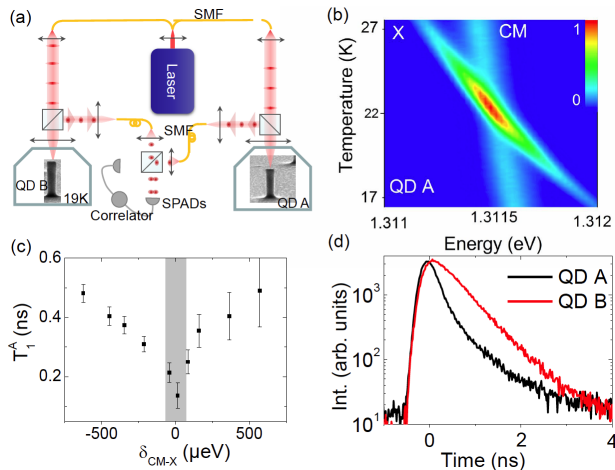 (a)
SMF
Laser
SMF
QD B
19K
Correlator
SPADs
QD A
(b)
X
CM
1
0
27
22
17
Temperature (K)
QD A
1.311
1.3115
1.312
Energy (eV)
(c)
0.6
0.4
0.2
T₁ᴬ (ns)
-500
0
500
δCM-X (µeV)
(d)
QD A
QD B
10³
10²
10¹
Int. (arb. units)
0
2
4
Time (ns)